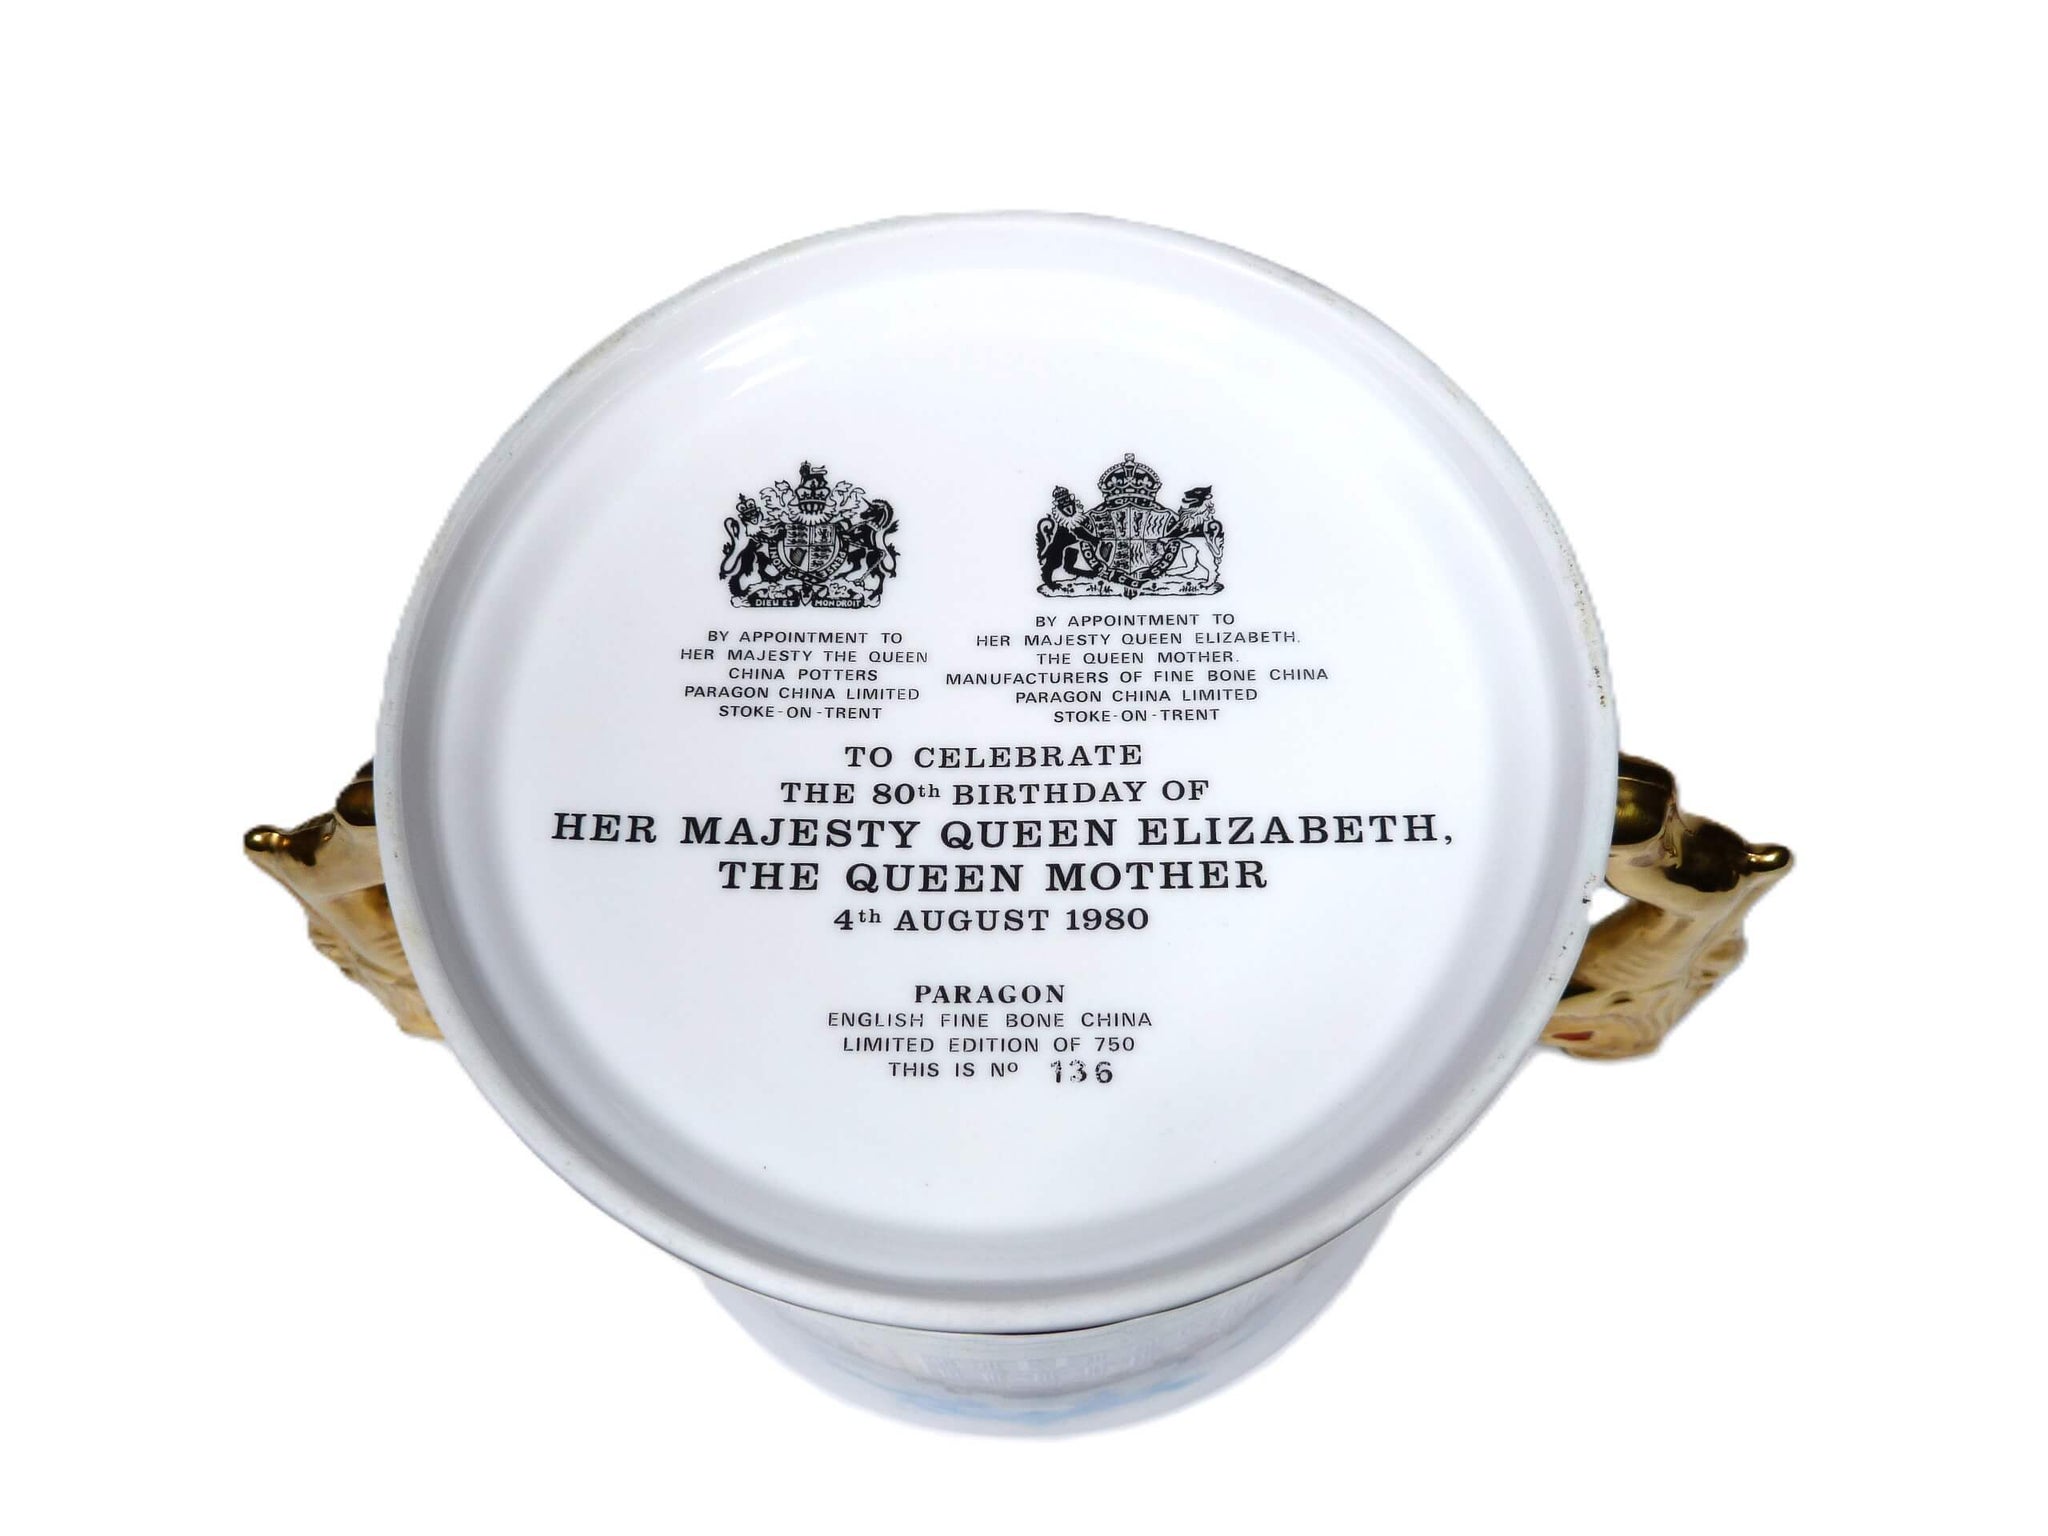 DIEU ET MON DROIT
BY APPOINTMENT TO
HER MAJESTY THE QUEEN
CHINA POTTERS
PARAGON CHINA LIMITED
STOKE-ON-TRENT
BY APPOINTMENT TO
HER MAJESTY QUEEN ELIZABETH.
THE QUEEN MOTHER.
MANUFACTURERS OF FINE BONE CHINA
PARAGON CHINA LIMITED
STOKE-ON-TRENT
TO CELEBRATE
THE 80th BIRTHDAY OF
HER MAJESTY QUEEN ELIZABETH,
THE QUEEN MOTHER
4th AUGUST 1980
PARAGON
ENGLISH FINE BONE CHINA
LIMITED EDITION OF 750
THIS IS Nº 136